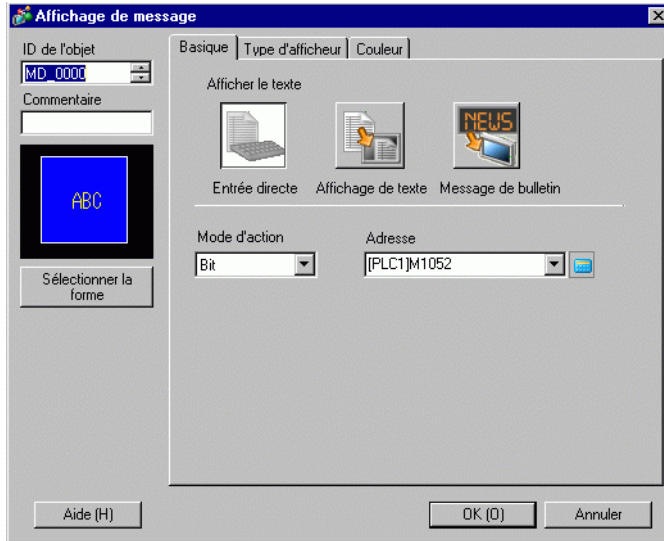 Affichage de message
ID de l'objet
MD_0000
Commentaire
ABC
Sélectionner la
forme
Basique
Type d'afficheur
Couleur
Afficher le texte
NEWS
Entrée directe
Affichage de texte
Message de bulletin
Mode d'action
Adresse
Bit
[PLC1]M1052
Aide (H)
OK (O)
Annuler